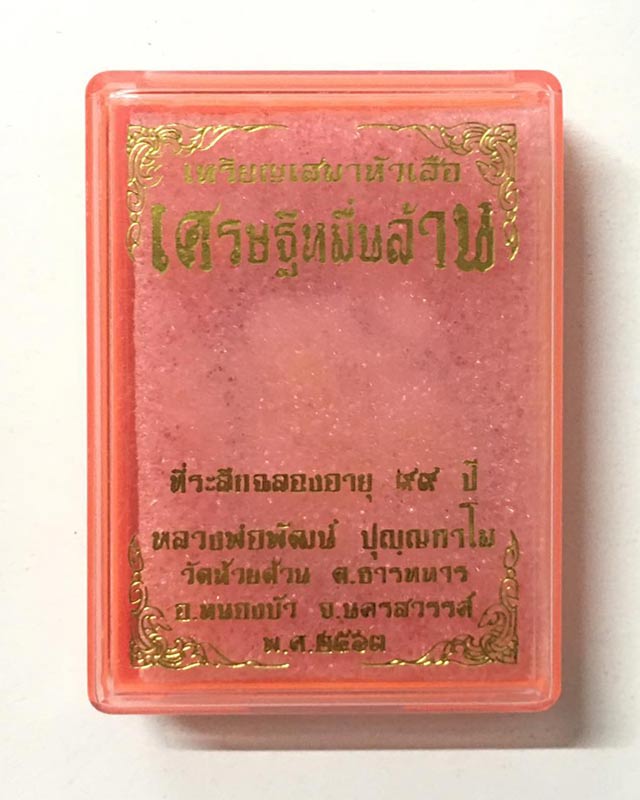 เหรียญเสมาหัวเสือ
เศรษฐีหมื่นล้าน
ที่ระลึกฉลองอายุ ๙๙ ปี
หลวงพ่อพัฒน์ ปุญฺญกาโม
วัดห้วยด้วน ต.ธารทหาร
อ.หนองบัว จ.นครสวรรค์
พ.ศ.๒๕๖๓